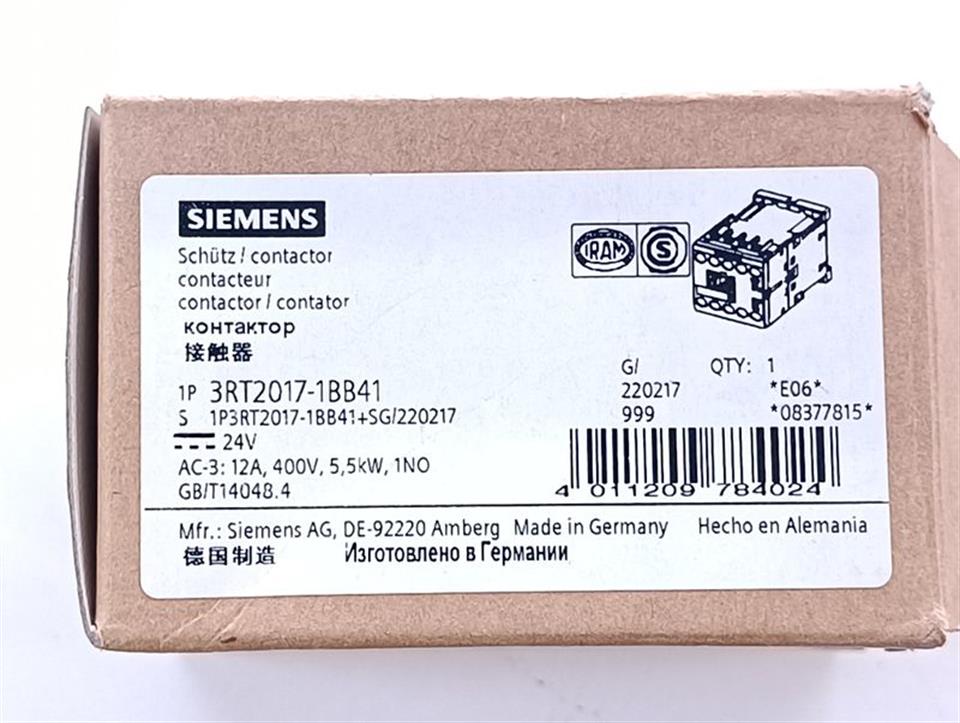 SIEMENS
Schütz / contactor
contacteur
contactor / contator
контактор
接触器
IRAM S
1P 3RT2017-1BB41
S 1P3RT2017-1BB41+SG/220217
24V
AC-3: 12A, 400V, 5,5kW, 1NO
GB/T14048.4
G/ QTY: 1
220217 *E06*
999 *08377815*
4 011209 784024
Mfr.: Siemens AG, DE-92220 Amberg Made in Germany Hecho en Alemania
德国制造 Изготовлено в Германии